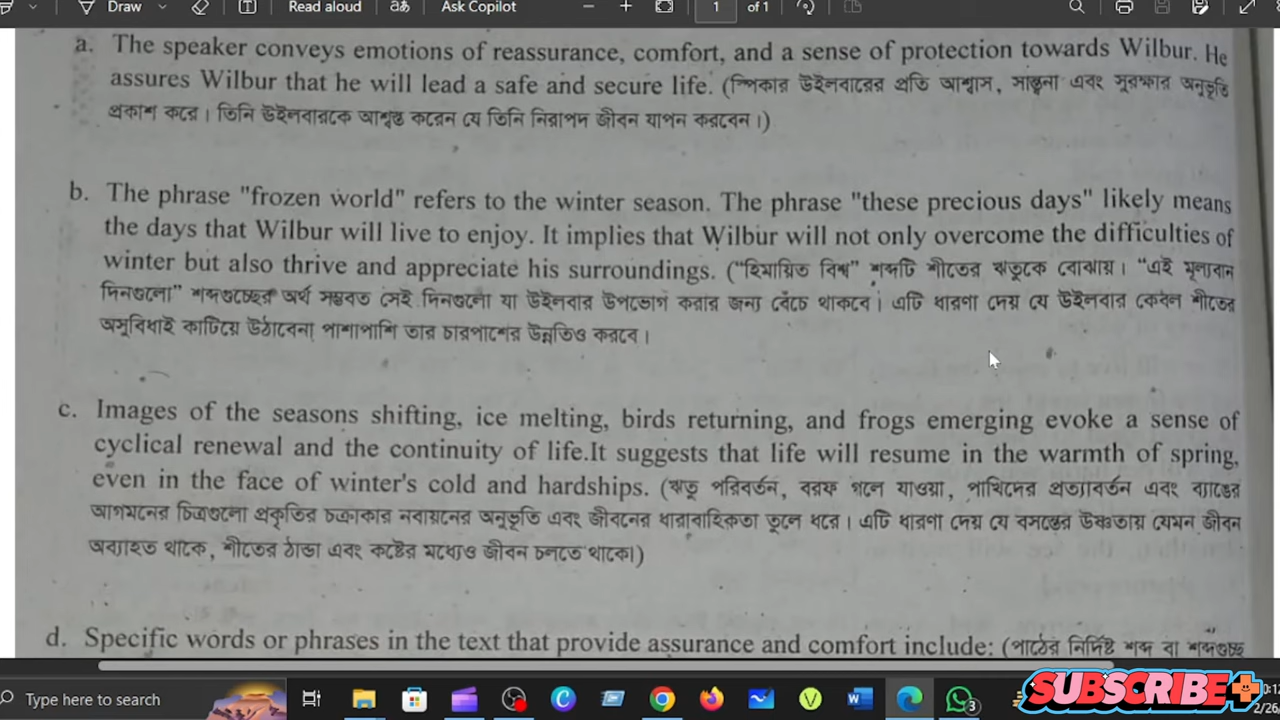 Draw
Read aloud
Ask Copilot
1 of 1
a. The speaker conveys emotions of reassurance, comfort, and a sense of protection towards Wilbur. He
assures Wilbur that he will lead a safe and secure life. (স্পিকার উইলবারের প্রতি আশ্বাস, সান্ত্বনা এবং সুরক্ষার অনুভূতি
প্রকাশ করে। তিনি উইলবারকে আশ্বস্ত করেন যে তিনি নিরাপদ জীবন যাপন করবেন।)
b. The phrase "frozen world" refers to the winter season. The phrase "these precious days" likely means
the days that Wilbur will live to enjoy. It implies that Wilbur will not only overcome the difficulties of
winter but also thrive and appreciate his surroundings. ("হিমায়িত বিশ্ব" শব্দটি শীতের ঋতুকে বোঝায়। "এই মূল্যবান
দিনগুলো" শব্দগুচ্ছের অর্থ সম্ভবত সেই দিনগুলো যা উইলবার উপভোগ করার জন্য বেঁচে থাকবে। এটি ধারণা দেয় যে উইলবার কেবল শীতের
অসুবিধাই কাটিয়ে উঠাবেনা পাশাপাশি তার চারপাশের উন্নতিও করবে।
c. Images of the seasons shifting, ice melting, birds returning, and frogs emerging evoke a sense of
cyclical renewal and the continuity of life.It suggests that life will resume in the warmth of spring,
even in the face of winter's cold and hardships. (ঋতু পরিবর্তন, বরফ গলে যাওয়া, পাখিদের প্রত্যাবর্তন এবং ব্যাঙের
আগমনের চিত্রগুলো প্রকৃতির চক্রাকার নবায়নের অনুভূতি এবং জীবনের ধারাবাহিকতা তুলে ধরে। এটি ধারণা দেয় যে বসন্তের উষ্ণতায় যেমন জীবন
অব্যাহত থাকে, শীতের ঠান্ডা এবং কষ্টের মধ্যেও জীবন চলতে থাকে।)
d. Specific words or phrases in the text that provide assurance and comfort include: (পাঠের নির্দিষ্ট শব্দ বা শব্দগুচ্ছ
Type here to search
3
SUBSCRIBE
2/26